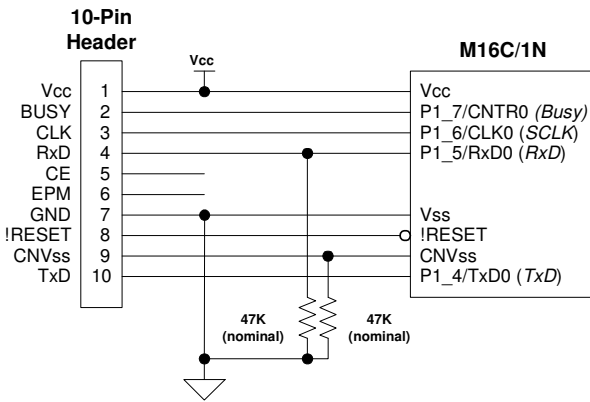 10-Pin
Header
Vcc
M16C/1N
Vcc 1 Vcc
BUSY 2 P1_7/CNTR0 (Busy)
CLK 3 P1_6/CLK0 (SCLK)
RxD 4 P1_5/RxD0 (RxD)
CE 5
EPM 6
GND 7 Vss
!RESET 8 !RESET
CNVss 9 CNVss
TxD 10 P1_4/TxD0 (TxD)
47K
(nominal)
47K
(nominal)